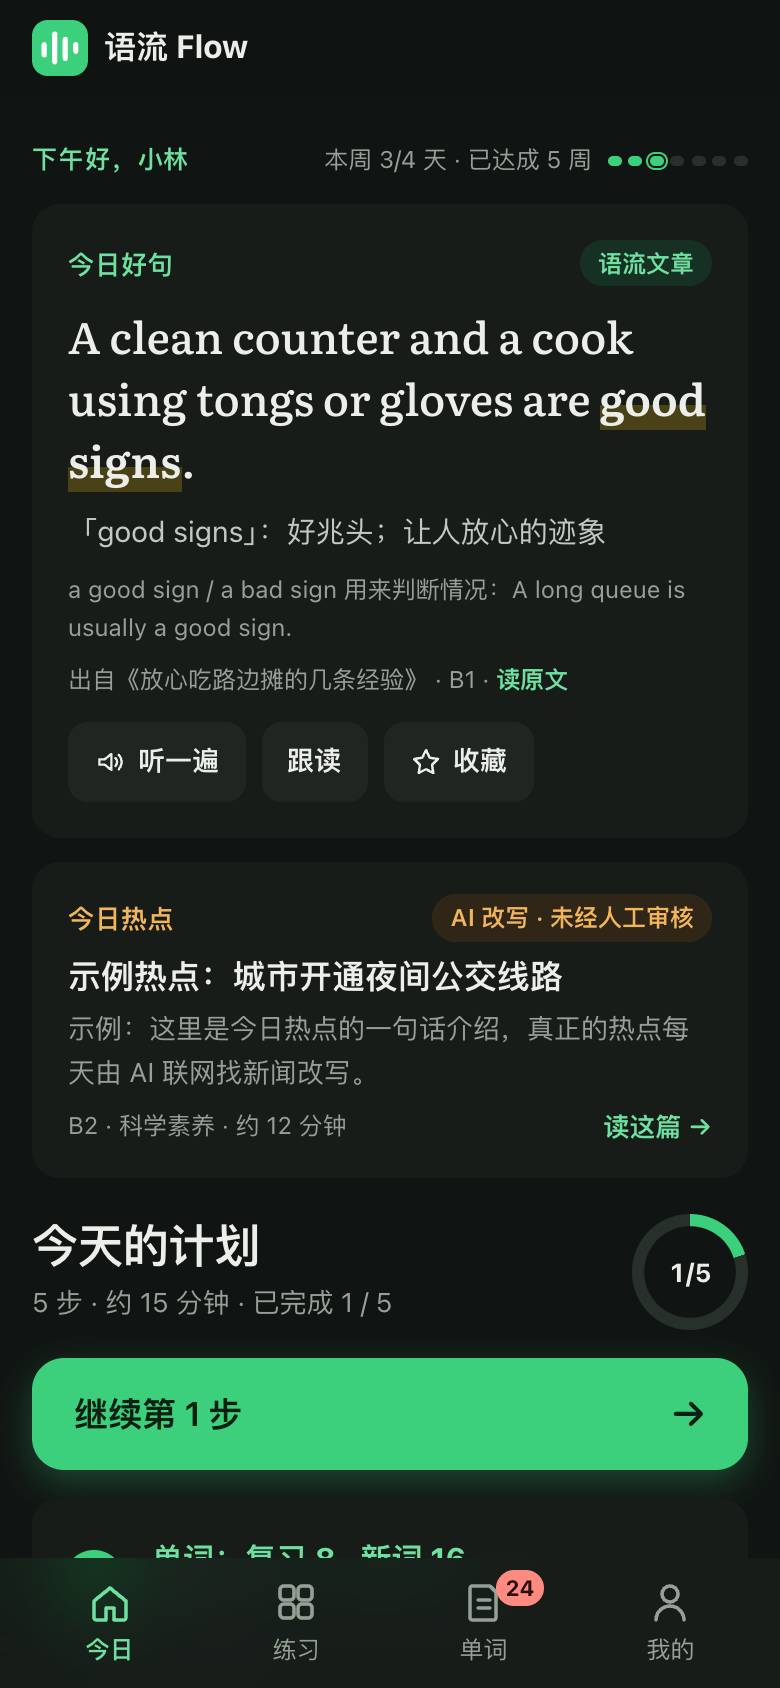 语流 Flow
下午好，小林
本周 3/4 天 · 已达成 5 周
今日好句
语流文章
A clean counter and a cook
using tongs or gloves are good
signs.
「good signs」：好兆头；让人放心的迹象
a good sign / a bad sign 用来判断情况：A long queue is
usually a good sign.
出自《放心吃路边摊的几条经验》 · B1 · 读原文
听一遍
跟读
收藏
今日热点
AI 改写 · 未经人工审核
示例热点：城市开通夜间公交线路
示例：这里是今日热点的一句话介绍，真正的热点每
天由 AI 联网找新闻改写。
B2 · 科学素养 · 约 12 分钟
读这篇 →
今天的计划
5 步 · 约 15 分钟 · 已完成 1 / 5
1/5
继续第 1 步 →
单词：复习 8 · 新词 16
今日
练习
24
单词
我的